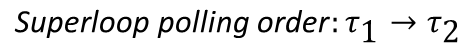 Superloop polling order: τ₁ → τ₂